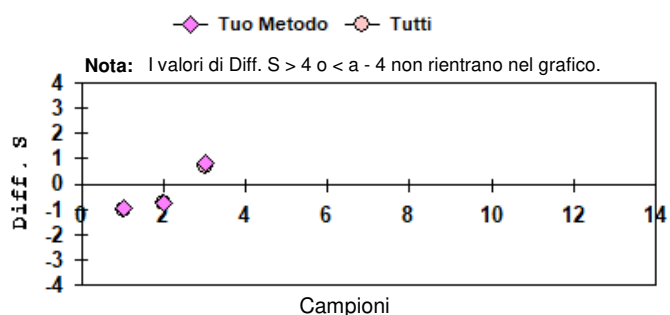 Tuo Metodo Tutti
Nota: I valori di Diff. S > 4 o < a - 4 non rientrano nel grafico.
4
3
2
1
0
-1
-2
-3
-4
Diff. S
0 2 4 6 8 10 12 14
Campioni